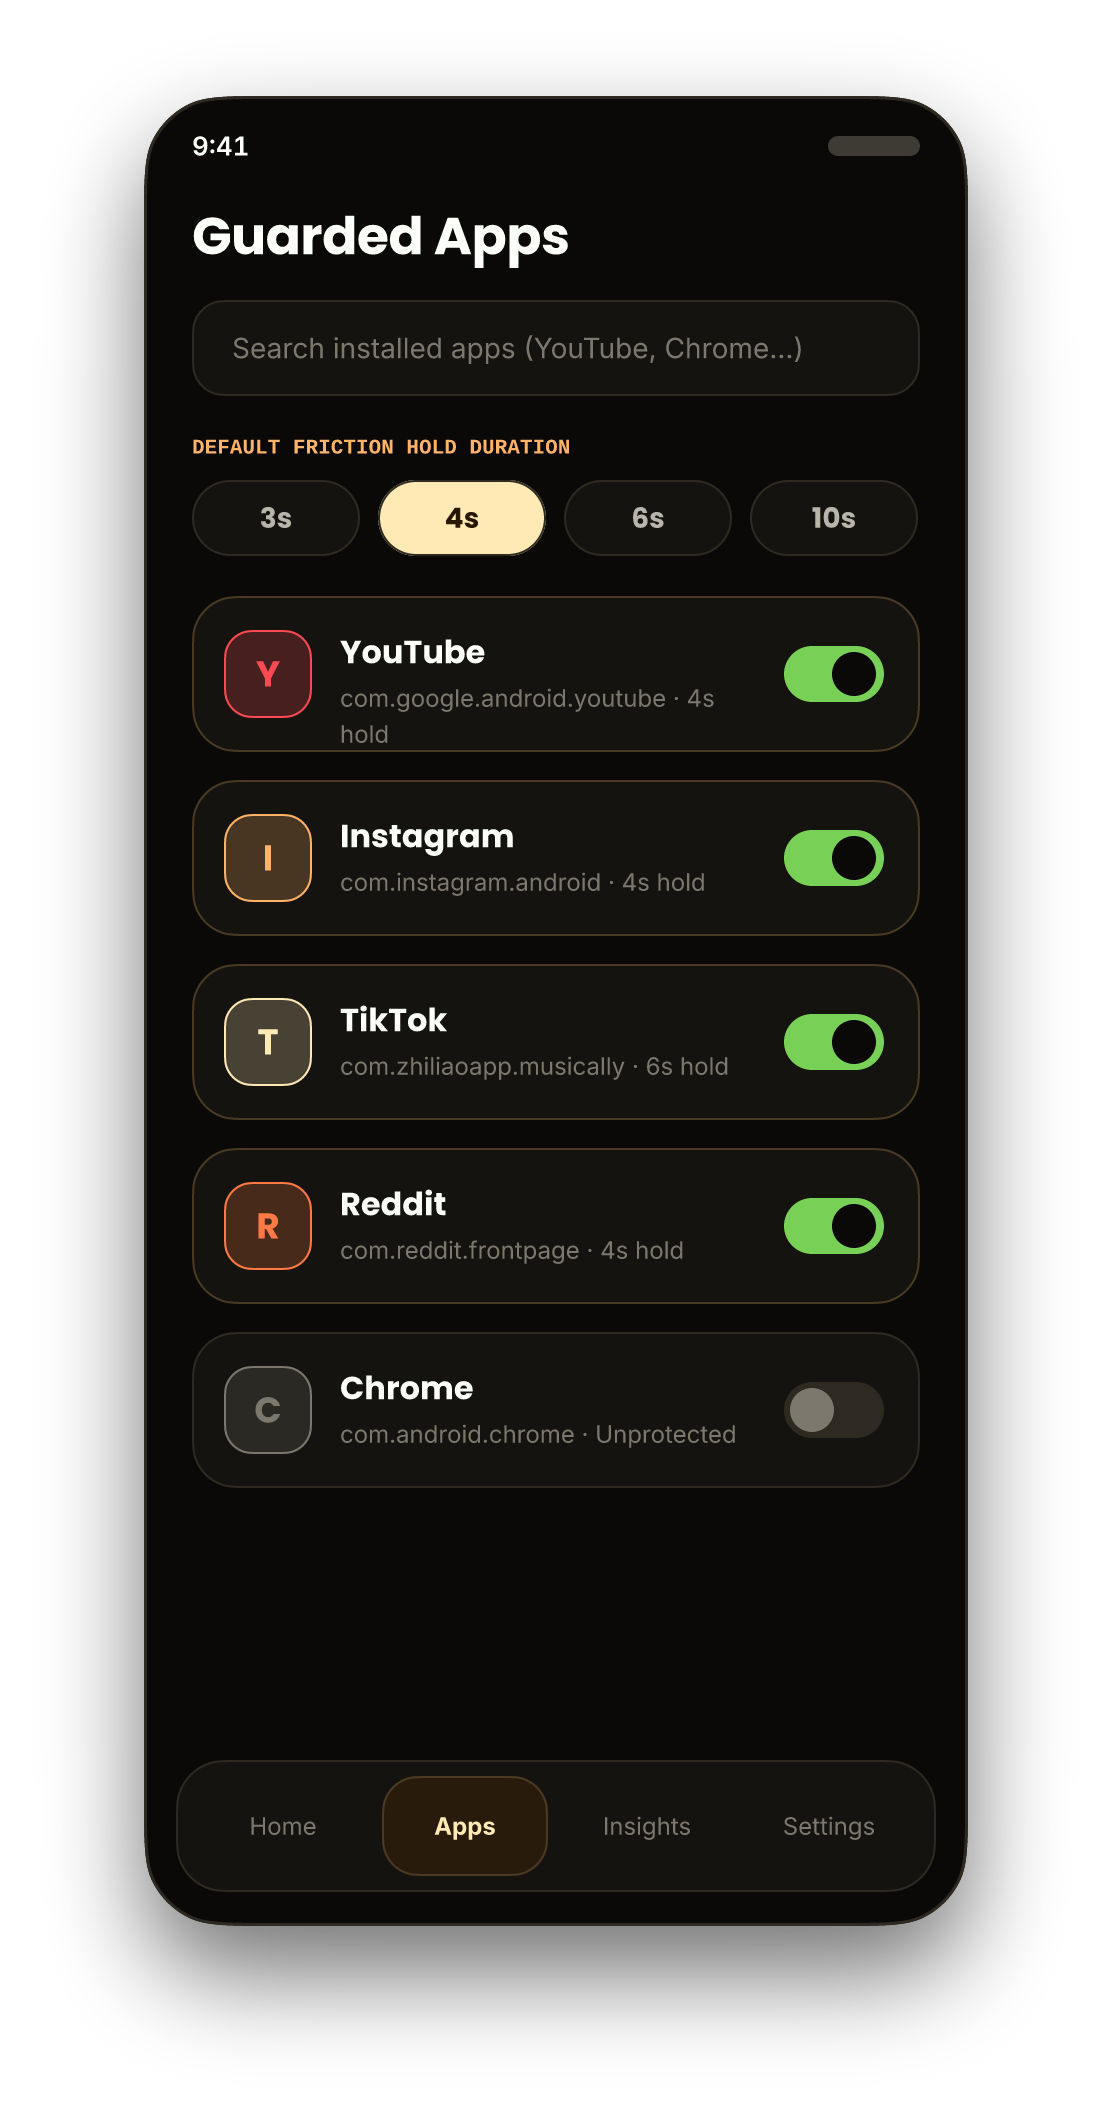 9:41
Guarded Apps
Search installed apps (YouTube, Chrome...)
DEFAULT FRICTION HOLD DURATION
3s
4s
6s
10s
Y
YouTube
com.google.android.youtube · 4s
hold
I
Instagram
com.instagram.android · 4s hold
T
TikTok
com.zhiliaoapp.musically · 6s hold
R
Reddit
com.reddit.frontpage · 4s hold
C
Chrome
com.android.chrome · Unprotected
Home
Apps
Insights
Settings